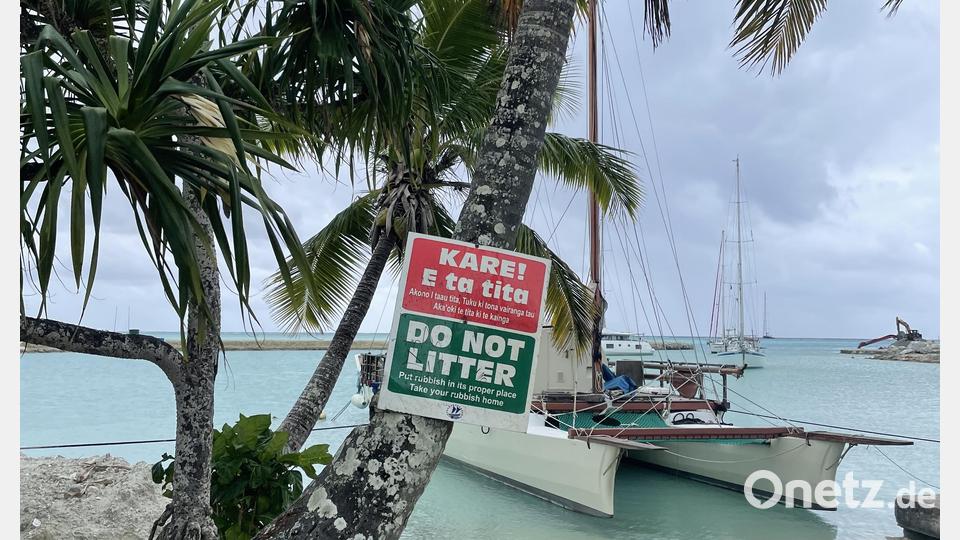 KARE!
E ta tita
Akono I taau tita, Tuku ki tona vairanga tau
Aka'oki te tita ki te kainga
DO NOT
LITTER
Put rubbish in its proper place
Take your rubbish home
Onetz.de